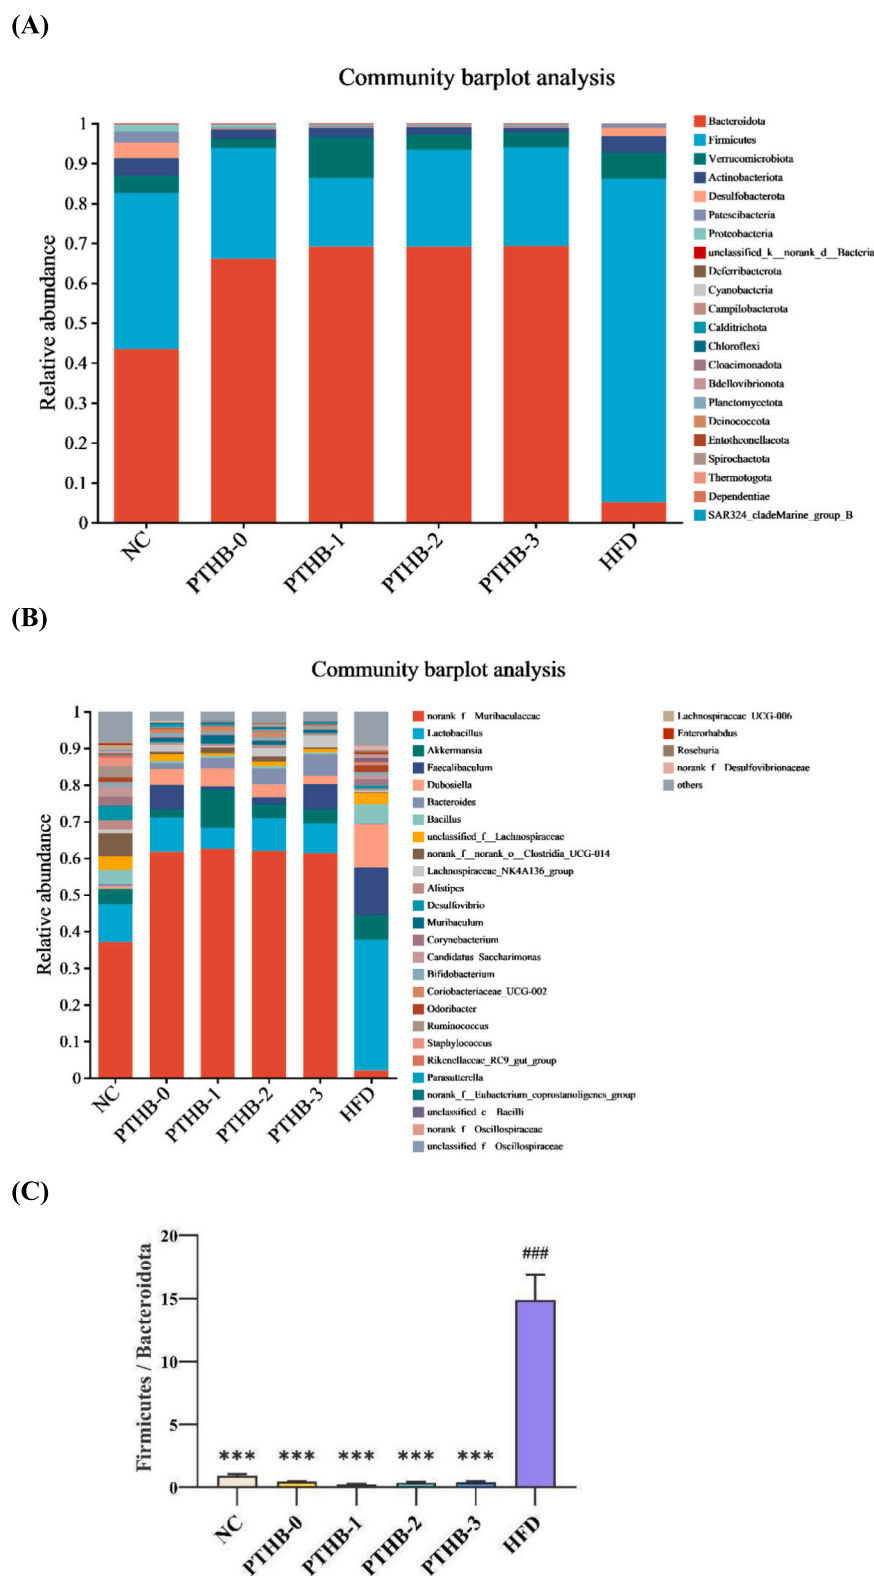 (A)
Community barplot analysis
Relative abundance
1
0.9
0.8
0.7
0.6
0.5
0.4
0.3
0.2
0.1
0
NC
PTHB-0
PTHB-1
PTHB-2
PTHB-3
HFD
Bacteroidota
Firmicutes
Verrucomicrobiota
Actinobacteriota
Desulfobacterota
Patescibacteria
Proteobacteria
unclassified_k__norank_d__Bacteria
Deferribacterota
Cyanobacteria
Campilobacterota
Calditrichota
Chloroflexi
Cloacimonadota
Bdellovibrionota
Planctomycetota
Deinococcota
Entotheonellaeota
Spirochaetota
Thermotogota
Dependentiae
SAR324_cladeMarine_group_B
(B)
Community barplot analysis
Relative abundance
1
0.9
0.8
0.7
0.6
0.5
0.4
0.3
0.2
0.1
0
NC
PTHB-0
PTHB-1
PTHB-2
PTHB-3
HFD
norank_f__Muribaculaceae
Lactobacillus
Akkermansia
Faecalibaculum
Dubosiella
Bacteroides
Bacillus
unclassified_f__Lachnospiraceae
norank_f__norank_o__Clostridia_UCG-014
Lachnospiraceae_NK4A136_group
Alistipes
Desulfovibrio
Muribaculum
Corynebacterium
Candidatus_Saccharimonas
Bifidobacterium
Coriobacteriaceae_UCG-002
Odoribacter
Ruminococcus
Staphylococcus
Rikenellaceae_RC9_gut_group
Parasutterella
norank_f__Eubacterium_coprostanoligenes_group
unclassified_c__Bacilli
norank_f__Oscillospiraceae
unclassified_f__Oscillospiraceae
Lachnospiraceae_UCG-006
Enterorhabdus
Roseburia
norank_f__Desulfovibrionaceae
others
(C)
Firmicutes / Bacteroidota
20
15
10
5
0
***
***
***
***
***
###
NC
PTHB-0
PTHB-1
PTHB-2
PTHB-3
HFD